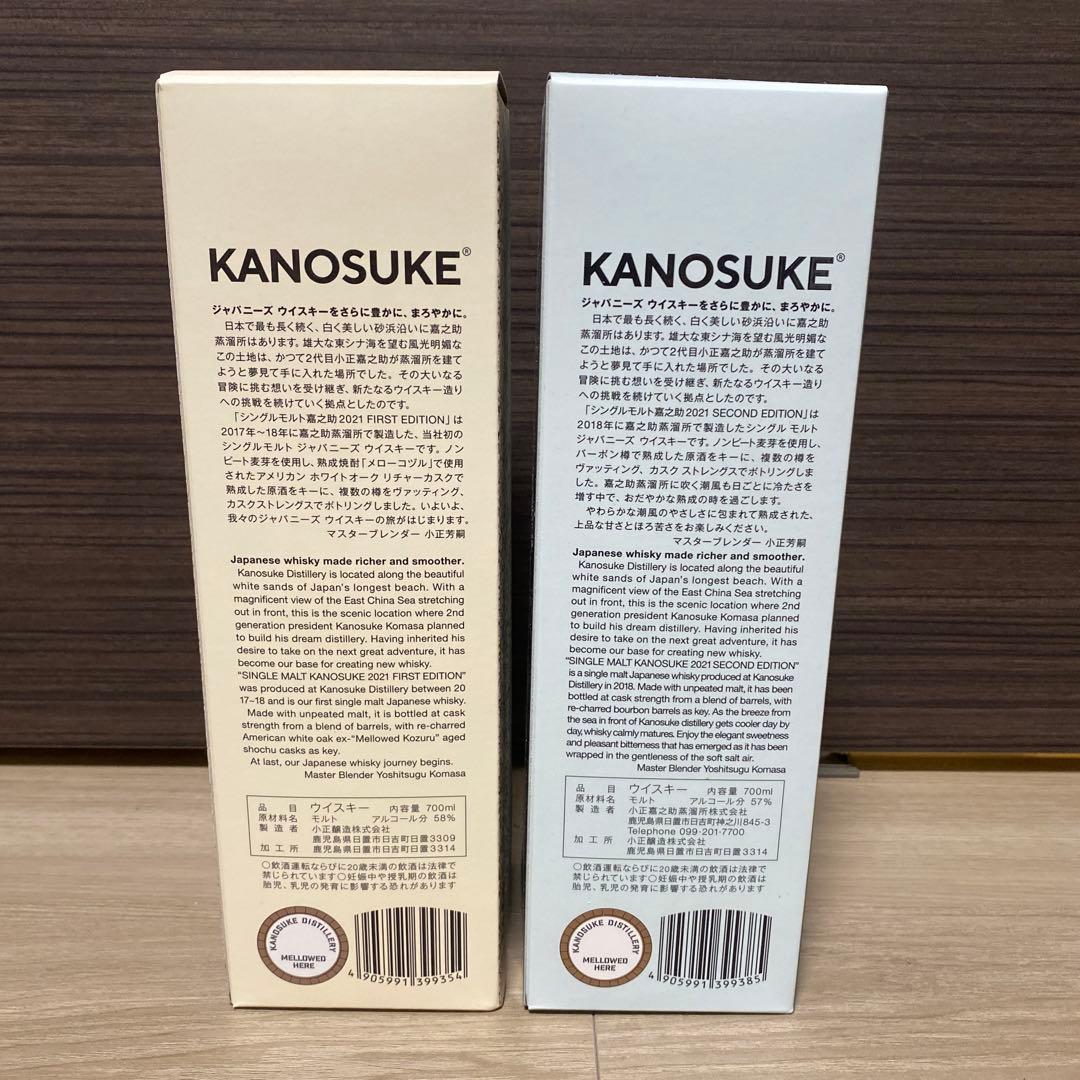 KANOSUKE®
ジャパニーズ ウイスキーをさらに豊かに、まろやかに。
日本で最も長く続く、白く美しい砂浜沿いに嘉之助
蒸溜所はあります。雄大な東シナ海を望む風光明媚な
この土地は、かつて2代目小正嘉之助が蒸溜所を建て
ようと夢見て手に入れた場所でした。その大いなる
冒険に挑む想いを受け継ぎ、新たなるウイスキー造り
への挑戦を続けていく拠点としたのです。
「シングルモルト嘉之助 2021 FIRST EDITION」は
2017年〜18年に嘉之助蒸溜所で製造した、当社初の
シングルモルト ジャパニーズ ウイスキーです。ノン
ピート麦芽を使用し、熟成焼酎「メローコヅル」で使用
されたアメリカン ホワイトオーク リチャーカスクで
熟成した原酒をキーに、複数の樽をヴァッティング、
カスクストレングスでボトリングしました。いよいよ、
我々のジャパニーズ ウイスキーの旅がはじまります。
マスターブレンダー 小正芳嗣
Japanese whisky made richer and smoother.
Kanosuke Distillery is located along the beautiful
white sands of Japan's longest beach. With a
magnificent view of the East China Sea stretching
out in front, this is the scenic location where 2nd
generation president Kanosuke Komasa planned
to build his dream distillery. Having inherited his
desire to take on the next great adventure, it has
become our base for creating new whisky.
"SINGLE MALT KANOSUKE 2021 FIRST EDITION"
was produced at Kanosuke Distillery between 20
17~18 and is our first single malt Japanese whisky.
Made with unpeated malt, it is bottled at cask
strength from a blend of barrels, with re-charred
American white oak ex-"Mellowed Kozuru" aged
shochu casks as key.
At last, our Japanese whisky journey begins.
Master Blender Yoshitsugu Komasa
品 目 ウイスキー 内容量 700ml
原材料名 モルト アルコール分 58%
製造者 小正醸造株式会社
鹿児島県日置市日吉町日置3309
加工所 鹿児島県日置市日吉町日置3314
○飲酒運転ならびに20歳未満の飲酒は法律で
禁じられています○妊娠中や授乳期の飲酒は
胎児、乳児の発育に影響する恐れがあります
KANOSUKE DISTILLERY
MELLOWED
HERE
4 905991 399354
KANOSUKE®
ジャパニーズ ウイスキーをさらに豊かに、まろやかに。
日本で最も長く続く、白く美しい砂浜沿いに嘉之助
蒸溜所はあります。雄大な東シナ海を望む風光明媚な
この土地は、かつて2代目小正嘉之助が蒸溜所を建て
ようと夢見て手に入れた場所でした。その大いなる
冒険に挑む想いを受け継ぎ、新たなるウイスキー造り
への挑戦を続けていく拠点としたのです。
「シングルモルト嘉之助 2021 SECOND EDITION」は
2018年に嘉之助蒸溜所で製造したシングル モルト
ジャパニーズ ウイスキーです。ノンピート麦芽を使用し、
バーボン樽で熟成した原酒をキーに、複数の樽を
ヴァッティング、カスク ストレングスでボトリングしま
した。嘉之助蒸溜所に吹く潮風も日ごとに冷たさを
増す中で、おだやかな熟成の時を過ごします。
やわらかな潮風のやさしさに包まれて熟成された、
上品な甘さとほろ苦さをお楽しみください。
マスターブレンダー 小正芳嗣
Japanese whisky made richer and smoother.
Kanosuke Distillery is located along the beautiful
white sands of Japan's longest beach. With a
magnificent view of the East China Sea stretching
out in front, this is the scenic location where 2nd
generation president Kanosuke Komasa planned
to build his dream distillery. Having inherited his
desire to take on the next great adventure, it has
become our base for creating new whisky.
"SINGLE MALT KANOSUKE 2021 SECOND EDITION"
is a single malt Japanese whisky produced at Kanosuke
Distillery in 2018. Made with unpeated malt, it has been
bottled at cask strength from a blend of barrels, with
re-charred bourbon barrels as key. As the breeze from
the sea in front of Kanosuke distillery gets cooler day by
day, whisky calmly matures. Enjoy the elegant sweetness
and pleasant bitterness that has emerged as it has been
wrapped in the gentleness of the soft salt air.
Master Blender Yoshitsugu Komasa
品 目 ウイスキー 内容量 700ml
原材料名 モルト アルコール分 57%
製造者 小正嘉之助蒸溜所株式会社
鹿児島県日置市日吉町神之川845-3
Telephone 099-201-7700
加工所 小正醸造株式会社
鹿児島県日置市日吉町日置3314
○飲酒運転ならびに20歳未満の飲酒は法律で
禁じられています○妊娠中や授乳期の飲酒は
胎児、乳児の発育に影響する恐れがあります
KANOSUKE DISTILLERY
MELLOWED
HERE
4 905991 399385